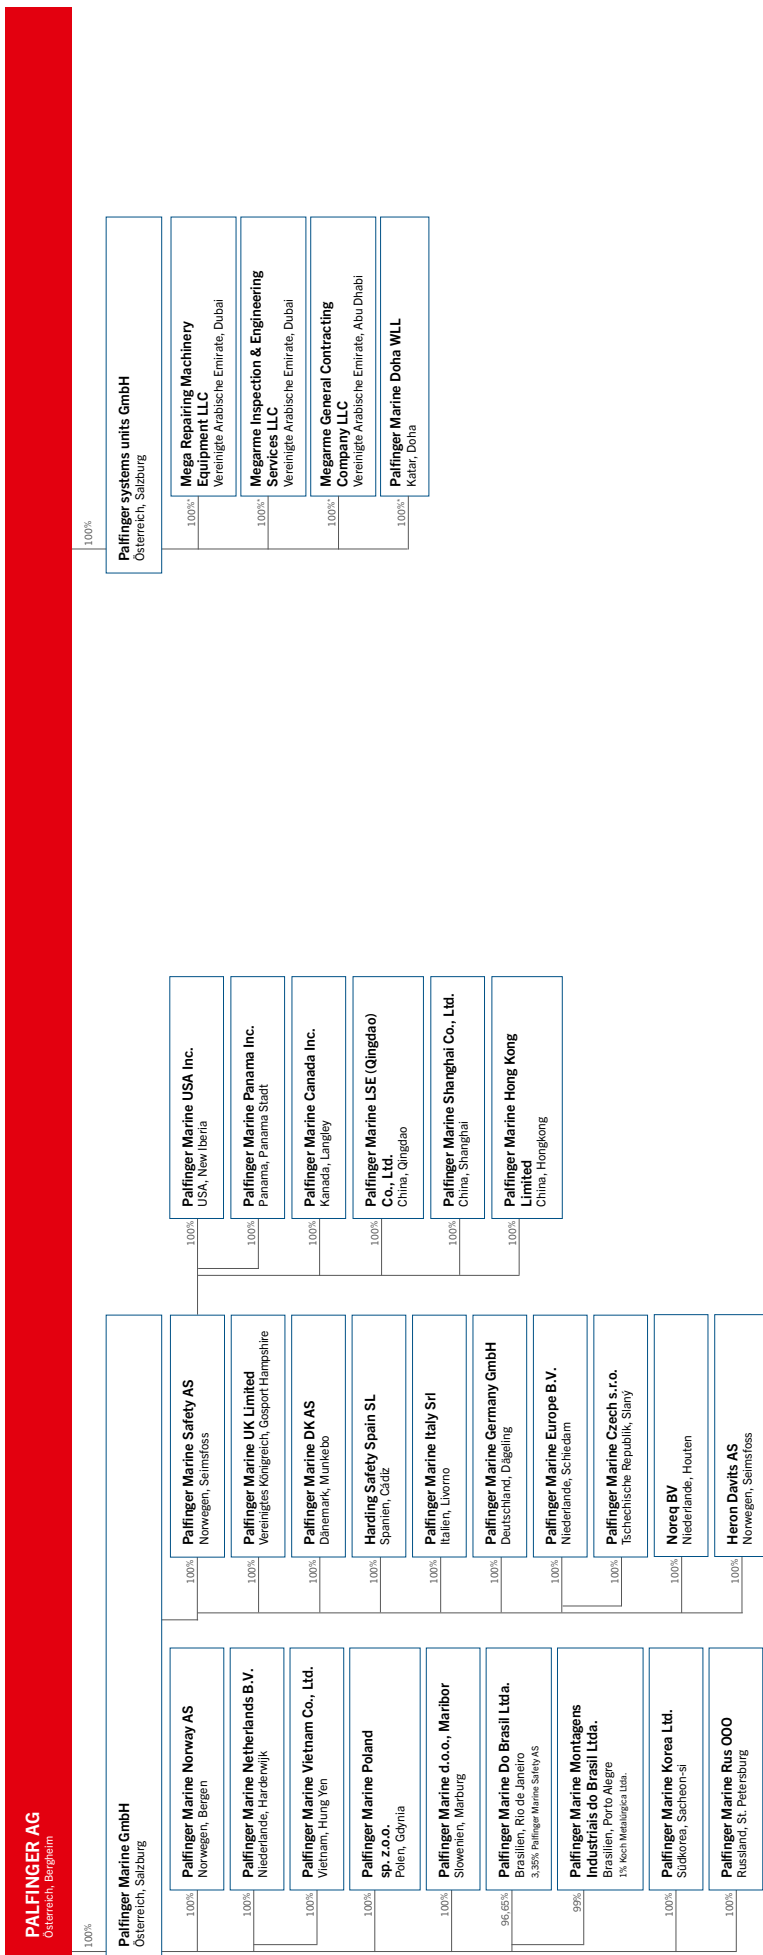 PALFINGER AG
Österreich, Bergheim
100%
Palfinger Marine GmbH
Österreich, Salzburg
100%
Palfinger Marine Norway AS
Norwegen, Bergen
100%
Palfinger Marine Netherlands B.V.
Niederlande, Harderwijk
100%
Palfinger Marine Vietnam Co., Ltd.
Vietnam, Hung Yen
100%
Palfinger Marine Poland
sp. z.o.o.
Polen, Gdynia
100%
Palfinger Marine d.o.o., Maribor
Slowenien, Marburg
96,65%
Palfinger Marine Do Brasil Ltda.
Brasilien, Rio de Janeiro
3,35% Palfinger Marine Safety AS
99%
Palfinger Marine Montagens
Industriais do Brasil Ltda.
Brasilien, Porto Alegre
1% Koch Metalúrgica Ltda.
100%
Palfinger Marine Korea Ltd.
Südkorea, Sacheon-si
100%
Palfinger Marine Rus OOO
Russland, St. Petersburg
100%
Palfinger Marine Safety AS
Norwegen, Seimsfoss
100%
Palfinger Marine UK Limited
Vereinigtes Königreich, Gosport Hampshire
100%
Palfinger Marine DK AS
Dänemark, Munkebo
100%
Harding Safety Spain SL
Spanien, Cádiz
100%
Palfinger Marine Italy Srl
Italien, Livorno
100%
Palfinger Marine Germany GmbH
Deutschland, Dägeling
100%
Palfinger Marine Europe B.V.
Niederlande, Schiedam
100%
Palfinger Marine Czech s.r.o.
Tschechische Republik, Slaný
100%
Noreq BV
Niederlande, Houten
100%
Heron Davits AS
Norwegen, Seimsfoss
100%
Palfinger Marine USA Inc.
USA, New Iberia
100%
Palfinger Marine Panama Inc.
Panama, Panama Stadt
100%
Palfinger Marine Canada Inc.
Kanada, Langley
100%
Palfinger Marine LSE (Qingdao)
Co., Ltd.
China, Qingdao
100%
Palfinger Marine Shanghai Co., Ltd.
China, Shanghai
100%
Palfinger Marine Hong Kong
Limited
China, Hongkong
100%
Palfinger systems units GmbH
Österreich, Salzburg
100%*
Mega Repairing Machinery
Equipment LLC
Vereinigte Arabische Emirate, Dubai
100%*
Megarme Inspection & Engineering
Services LLC
Vereinigte Arabische Emirate, Dubai
100%*
Megarme General Contracting
Company LLC
Vereinigte Arabische Emirate, Abu Dhabi
100%*
Palfinger Marine Doha WLL
Katar, Doha